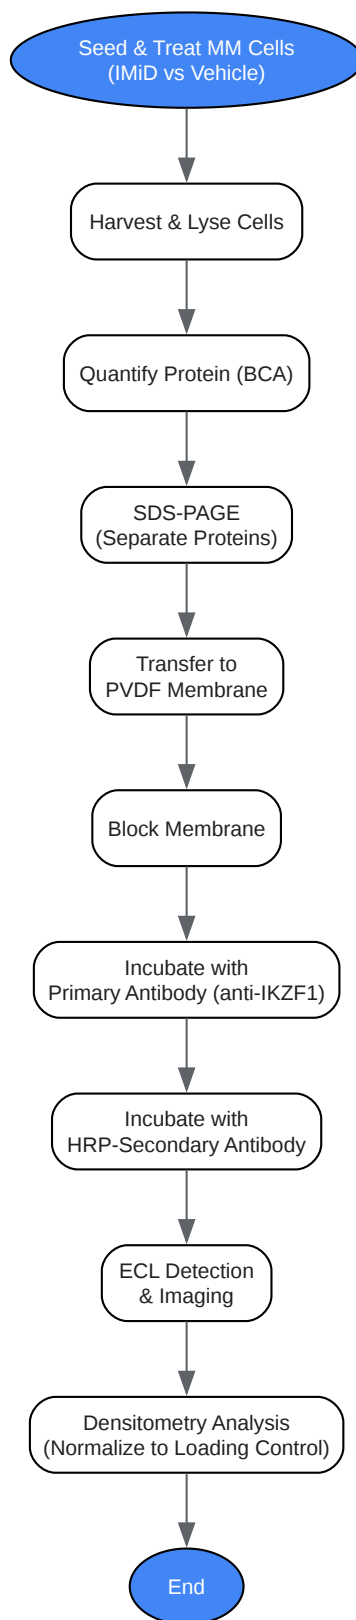 Seed & Treat MM Cells
(IMiD vs Vehicle)
Harvest & Lyse Cells
Quantify Protein (BCA)
SDS-PAGE
(Separate Proteins)
Transfer to
PVDF Membrane
Block Membrane
Incubate with
Primary Antibody (anti-IKZF1)
Incubate with
HRP-Secondary Antibody
ECL Detection
& Imaging
Densitometry Analysis
(Normalize to Loading Control)
End